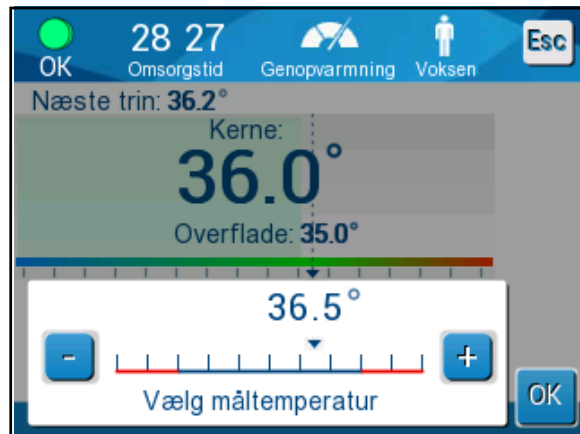 28 27
Esc
OK
Omsorgstid
Genopvarmning
Voksen
Næste trin: 36.2°
Kerne:
36.0°
Overflade: 35.0°
36.5°
-
+
Vælg måltemperatur
OK